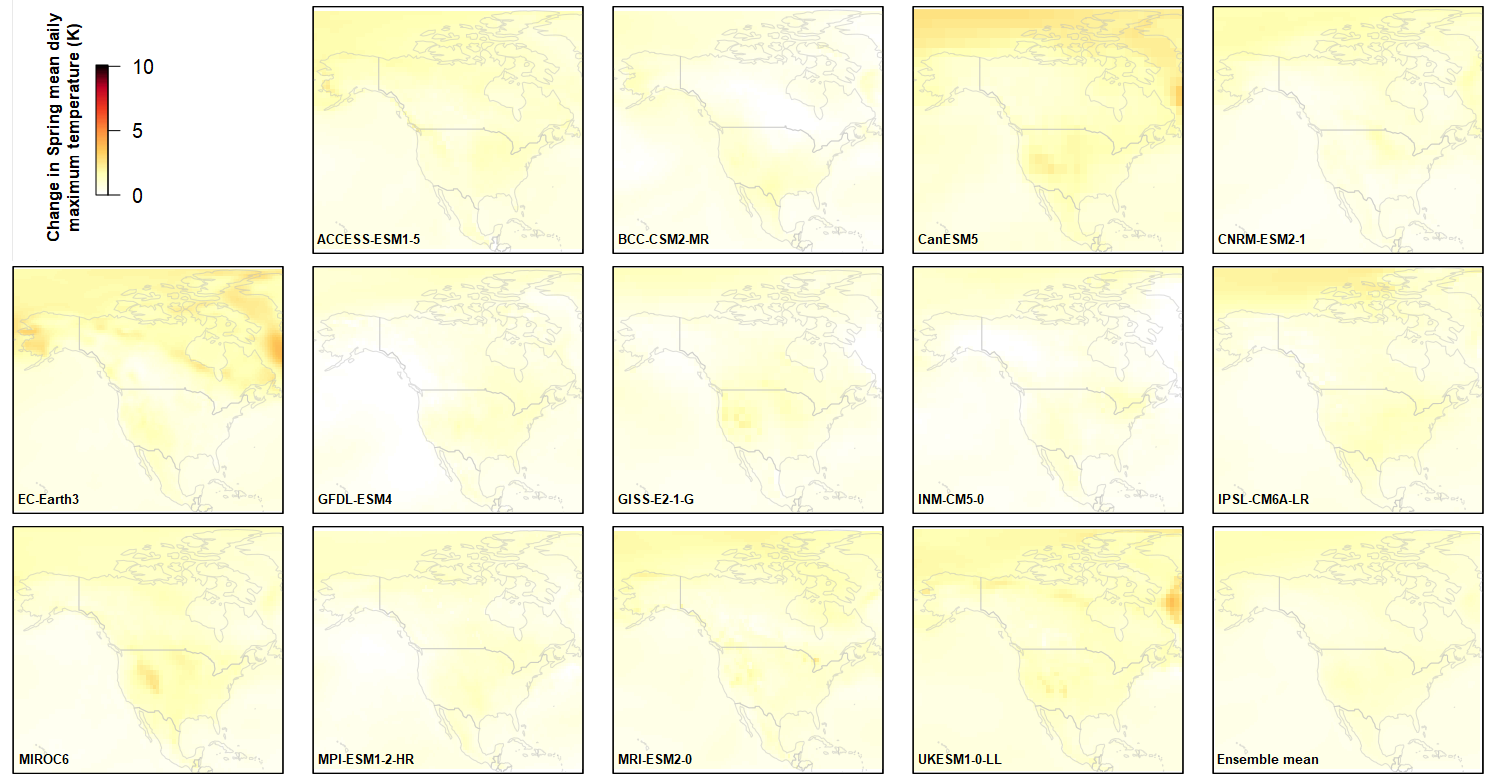 Change in Spring mean daily
maximum temperature (K)
10
5
0
ACCESS-ESM1-5
BCC-CSM2-MR
CanESM5
CNRM-ESM2-1
EC-Earth3
GFDL-ESM4
GISS-E2-1-G
INM-CM5-0
IPSL-CM6A-LR
MIROC6
MPI-ESM1-2-HR
MRI-ESM2-0
UKESM1-0-LL
Ensemble mean